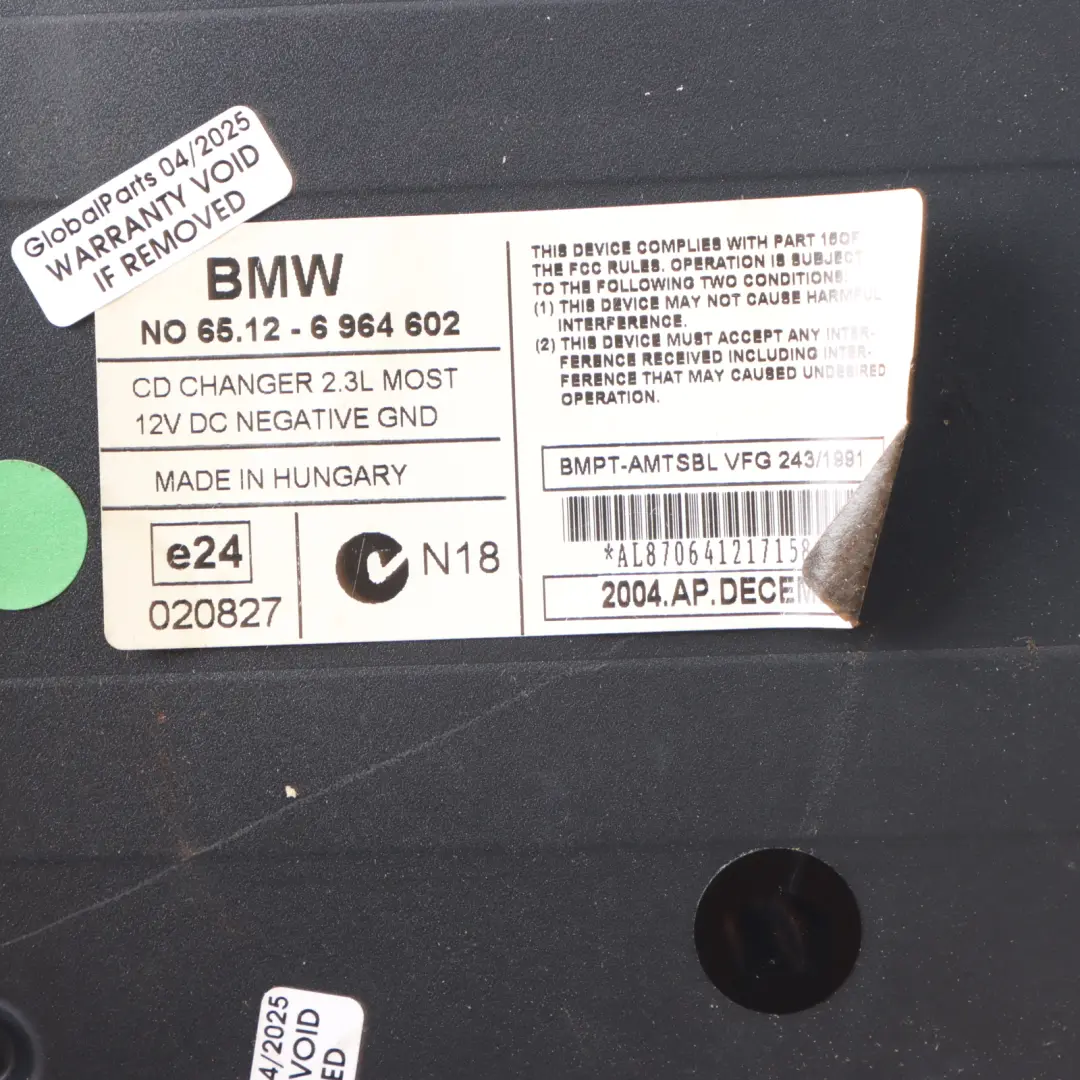 GlobalParts 04/2025
WARRANTY VOID
IF REMOVED
BMW
NO 65.12 - 6 964 602
CD CHANGER 2.3L MOST
12V DC NEGATIVE GND
MADE IN HUNGARY
e24
020827
N18
THIS DEVICE COMPLIES WITH PART 15OF
THE FCC RULES. OPERATION IS SUBJECT
TO THE FOLLOWING TWO CONDITIONS:
(1) THIS DEVICE MAY NOT CAUSE HARMFUL
INTERFERENCE.
(2) THIS DEVICE MUST ACCEPT ANY INTER-
FERENCE RECEIVED INCLUDING INTER-
FERENCE THAT MAY CAUSED UNDESIRED
OPERATION.
BMPT-AMTSBL VFG 243/1991
*AL870641217158
2004.AP.DECEM
4/2025
VOID
ED